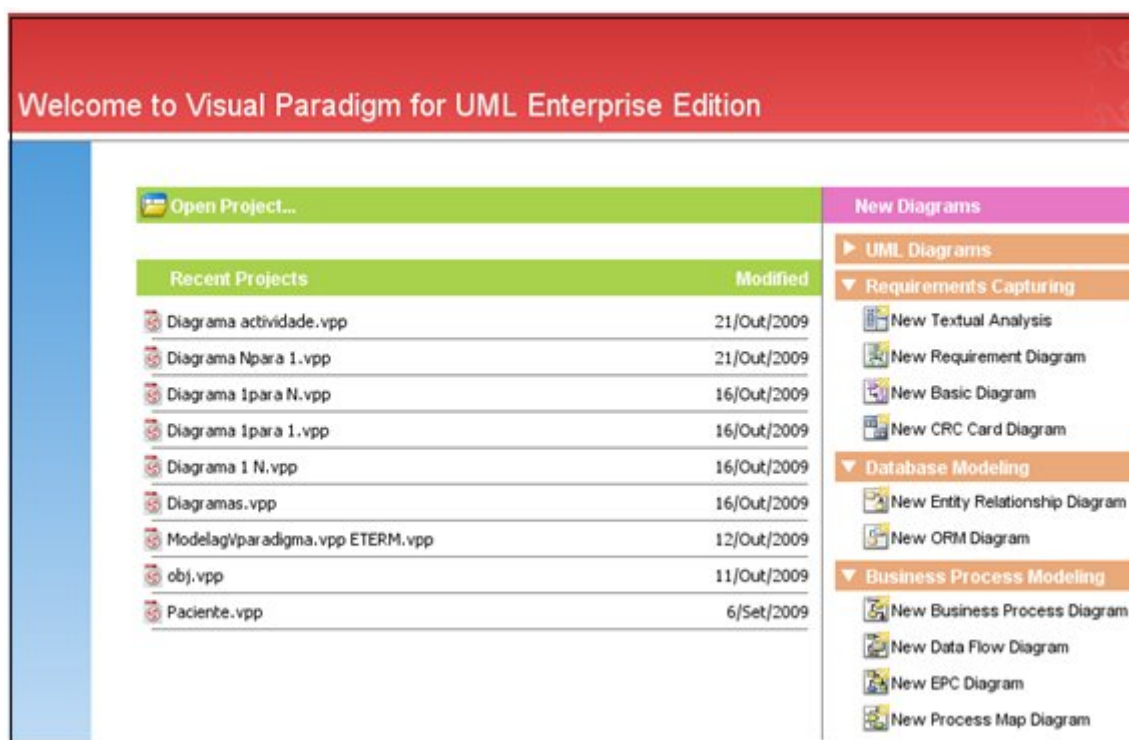 Welcome to Visual Paradigm for UML Enterprise Edition
Open Project...
Recent Projects Modified
Diagrama actividade.vpp 21/Out/2009
Diagrama Npara 1.vpp 21/Out/2009
Diagrama 1para N.vpp 16/Out/2009
Diagrama 1para 1.vpp 16/Out/2009
Diagrama 1 N.vpp 16/Out/2009
Diagramas.vpp 16/Out/2009
ModelagVparadigma.vpp ETERM.vpp 12/Out/2009
obj.vpp 11/Out/2009
Paciente.vpp 6/Set/2009
New Diagrams
UML Diagrams
Requirements Capturing
New Textual Analysis
New Requirement Diagram
New Basic Diagram
New CRC Card Diagram
Database Modeling
New Entity Relationship Diagram
New ORM Diagram
Business Process Modeling
New Business Process Diagram
New Data Flow Diagram
New EPC Diagram
New Process Map Diagram